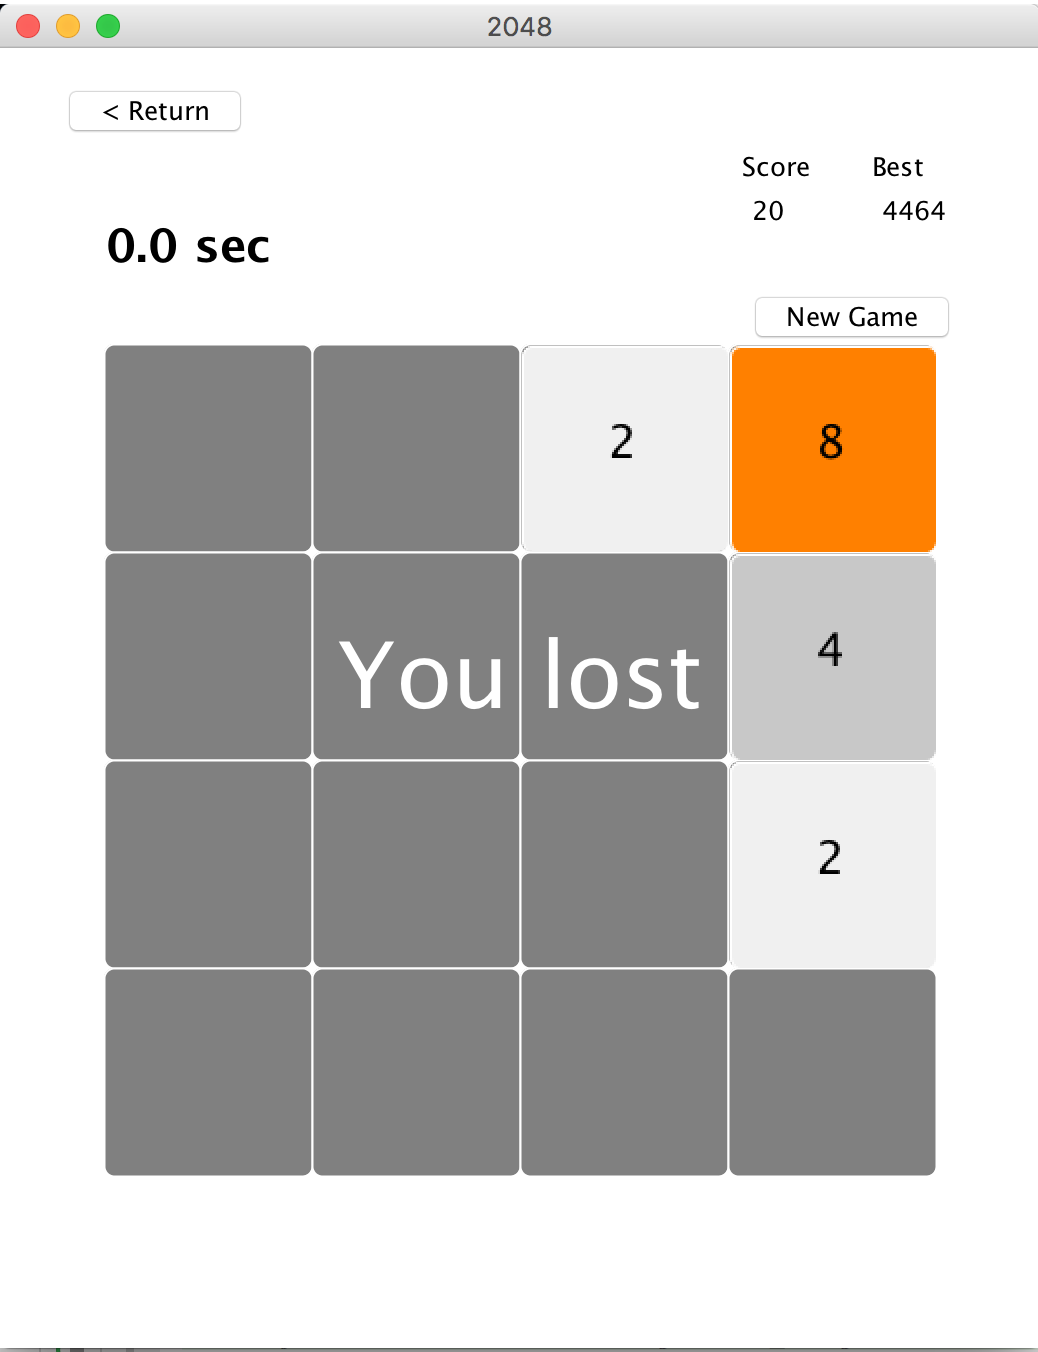 2048
< Return
Score Best
20 4464
0.0 sec
New Game
2 8
4
You lost
2